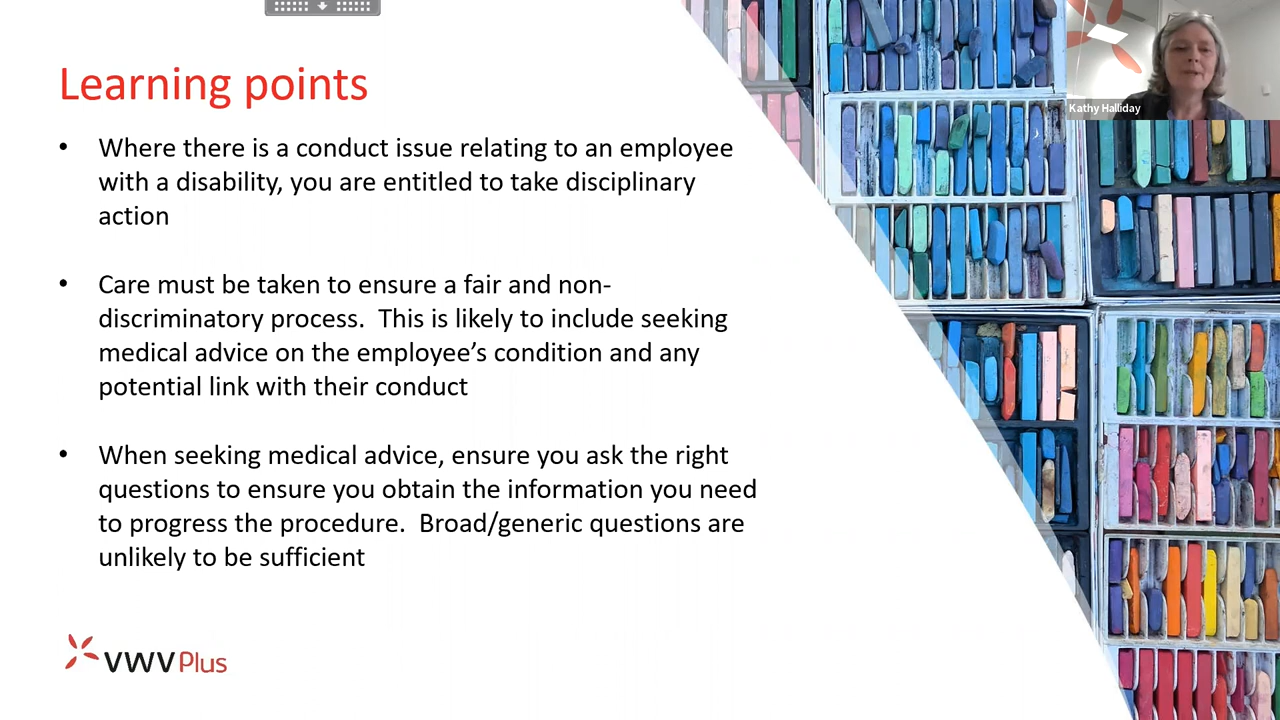 Learning points
Kathy Halliday
• Where there is a conduct issue relating to an employee
with a disability, you are entitled to take disciplinary
action
• Care must be taken to ensure a fair and non-
discriminatory process.  This is likely to include seeking
medical advice on the employee’s condition and any
potential link with their conduct
• When seeking medical advice, ensure you ask the right
questions to ensure you obtain the information you need
to progress the procedure.  Broad/generic questions are
unlikely to be sufficient
VWV Plus